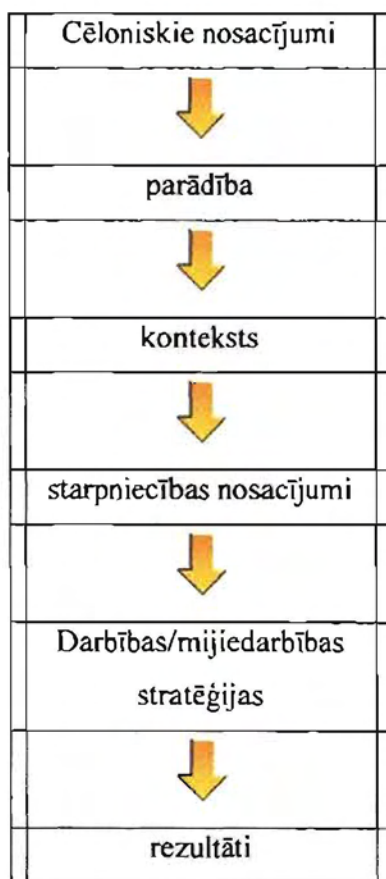 Cēloniskie nosacījumi
parādība
konteksts
starpniecības nosacījumi
Darbības/mijiedarbības
stratēģijas
rezultāti